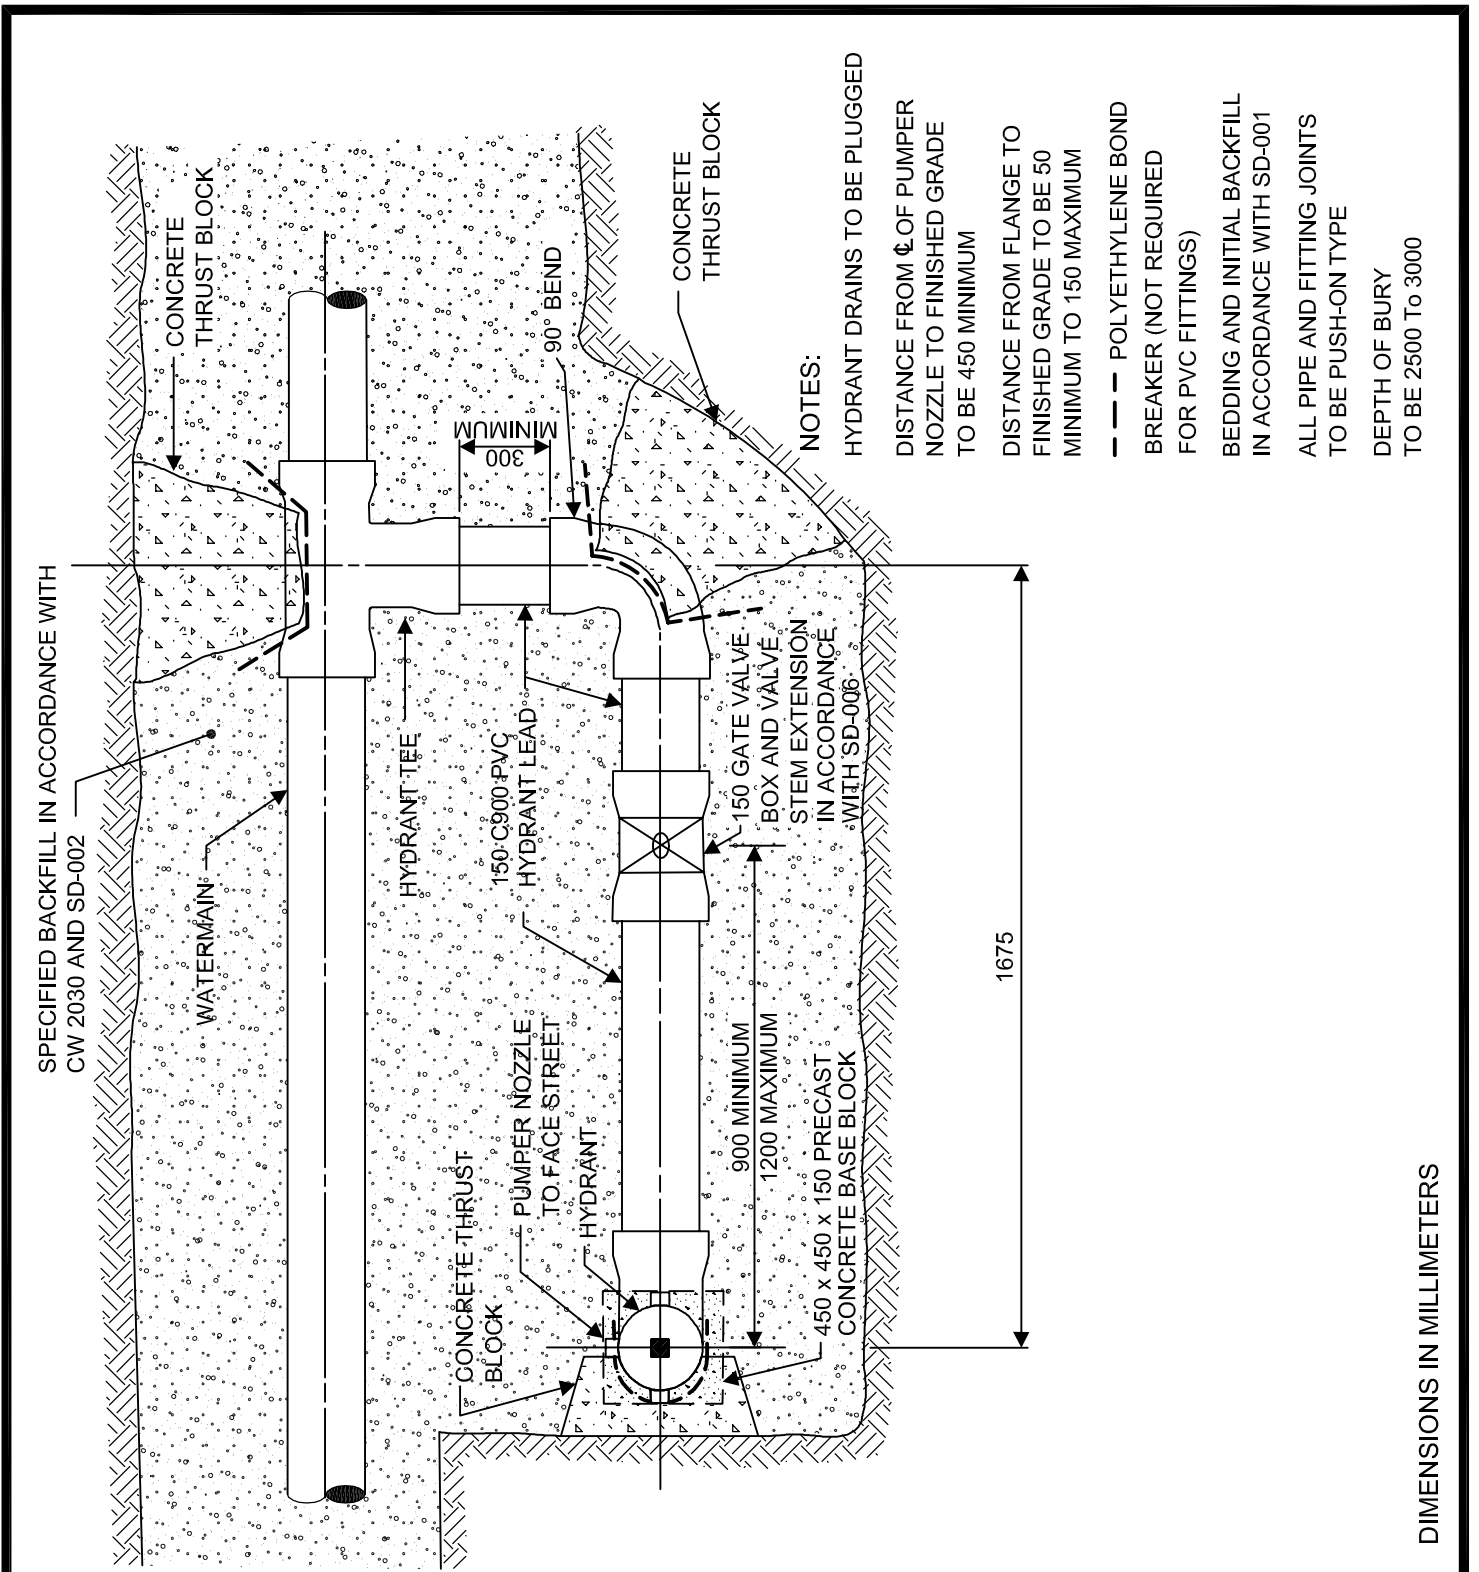 SPECIFIED BACKFILL IN ACCORDANCE WITH
CW 2030 AND SD-002
CONCRETE
THRUST BLOCK
WATERMAIN
HYDRANT TEE
300
MINIMUM
90° BEND
150 C900 PVC
HYDRANT LEAD
CONCRETE
THRUST BLOCK
150 GATE VALVE
BOX AND VALVE
STEM EXTENSION
IN ACCORDANCE
WITH SD-006
CONCRETE THRUST
BLOCK
PUMPER NOZZLE
TO FACE STREET
HYDRANT
900 MINIMUM
1200 MAXIMUM
450 x 450 x 150 PRECAST
CONCRETE BASE BLOCK
1675
NOTES:
HYDRANT DRAINS TO BE PLUGGED
DISTANCE FROM ℄ OF PUMPER
NOZZLE TO FINISHED GRADE
TO BE 450 MINIMUM
DISTANCE FROM FLANGE TO
FINISHED GRADE TO BE 50
MINIMUM TO 150 MAXIMUM
POLYETHYLENE BOND
BREAKER (NOT REQUIRED
FOR PVC FITTINGS)
BEDDING AND INITIAL BACKFILL
IN ACCORDANCE WITH SD-001
ALL PIPE AND FITTING JOINTS
TO BE PUSH-ON TYPE
DEPTH OF BURY
TO BE 2500 To 3000
DIMENSIONS IN MILLIMETERS